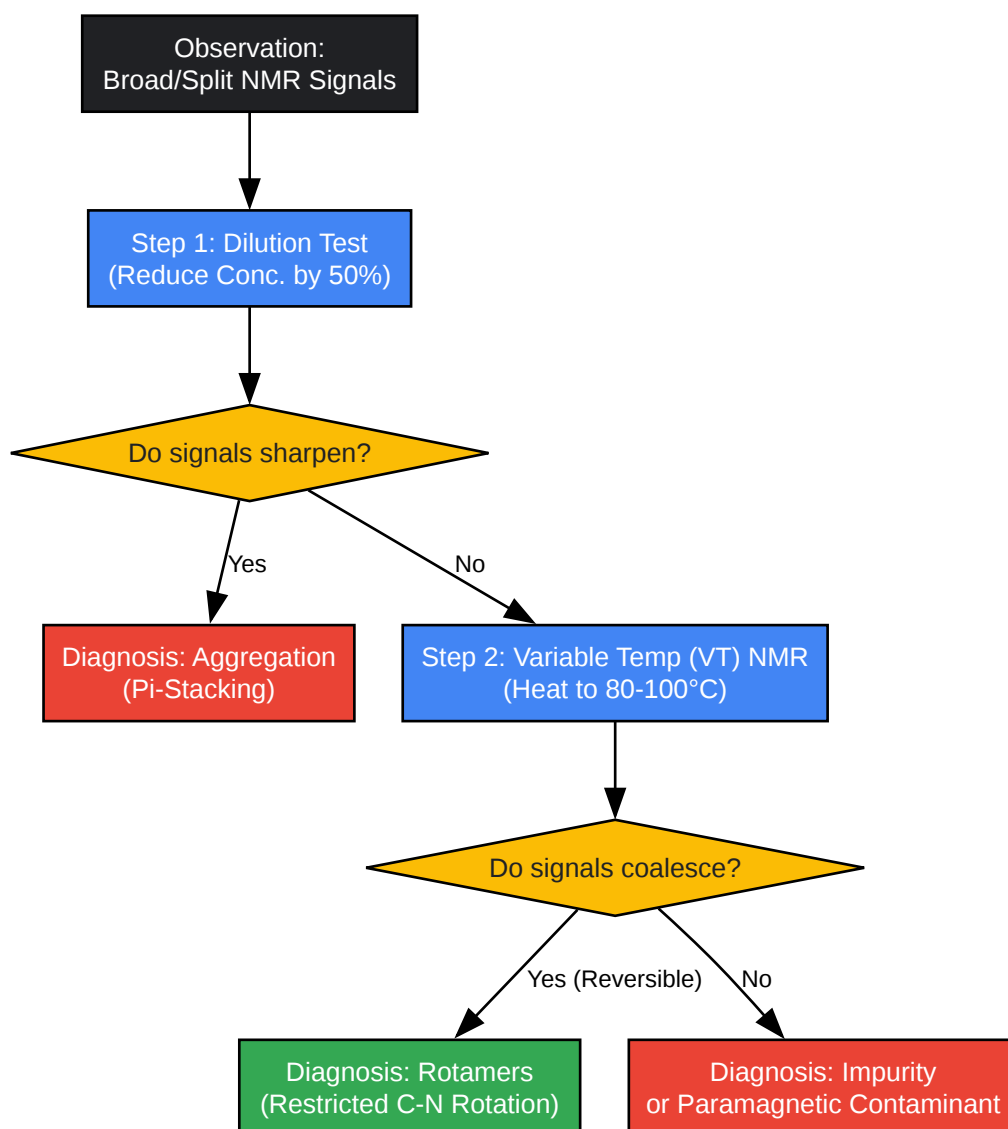 Observation:
Broad/Split NMR Signals
Step 1: Dilution Test
(Reduce Conc. by 50%)
Do signals sharpen?
Yes
No
Diagnosis: Aggregation
(Pi-Stacking)
Step 2: Variable Temp (VT) NMR
(Heat to 80-100°C)
Do signals coalesce?
Yes (Reversible)
No
Diagnosis: Rotamers
(Restricted C-N Rotation)
Diagnosis: Impurity
or Paramagnetic Contaminant